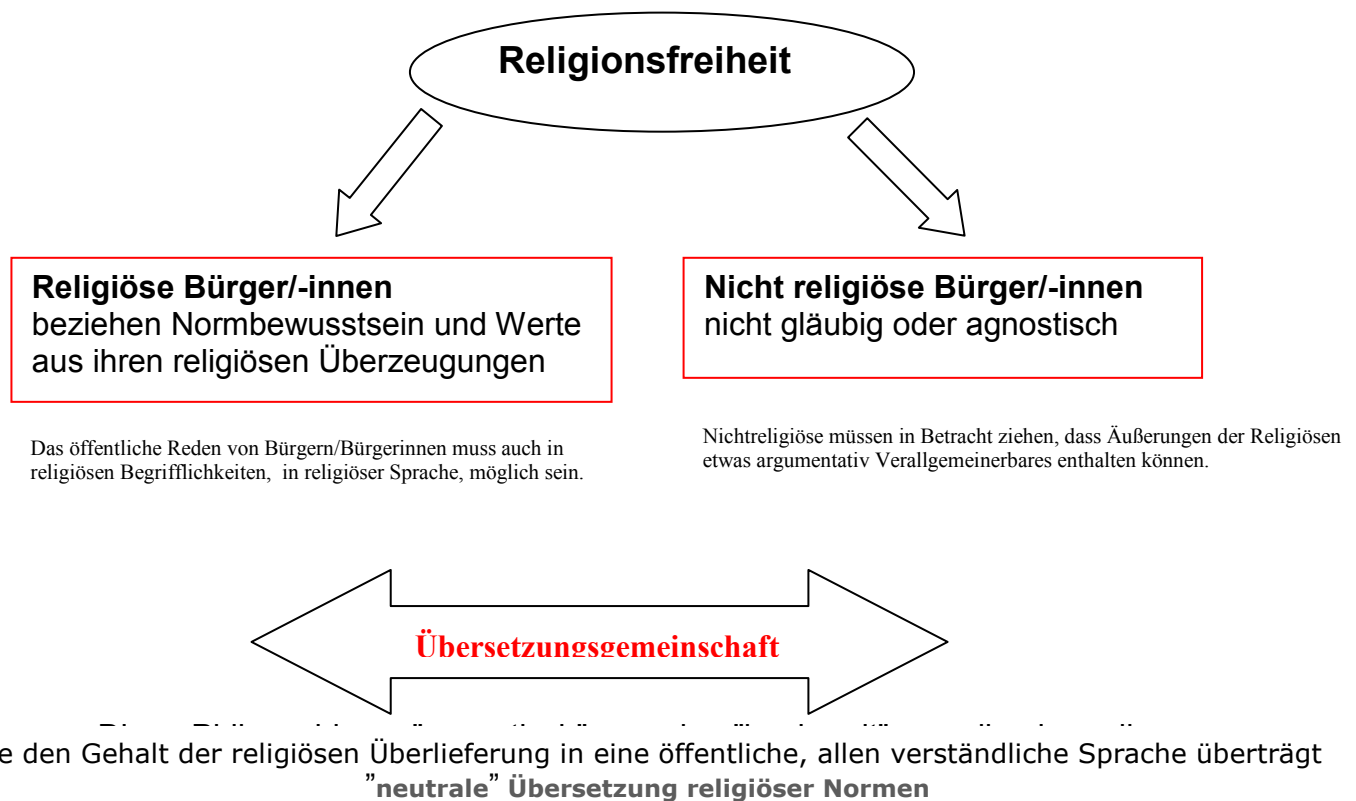 Religionsfreiheit
Religiöse Bürger/-innen
beziehen Normbewusstsein und Werte
aus ihren religiösen Überzeugungen
Nicht religiöse Bürger/-innen
nicht gläubig oder agnostisch
Das öffentliche Reden von Bürgern/Bürgerinnen muss auch in
religiösen Begrifflichkeiten, in religiöser Sprache, möglich sein.
Nichtreligiöse müssen in Betracht ziehen, dass Äußerungen der Religiösen
etwas argumentativ Verallgemeinerbares enthalten können.
Übersetzungsgemeinschaft
e den Gehalt der religiösen Überlieferung in eine öffentliche, allen verständliche Sprache überträgt
"neutrale" Übersetzung religiöser Normen